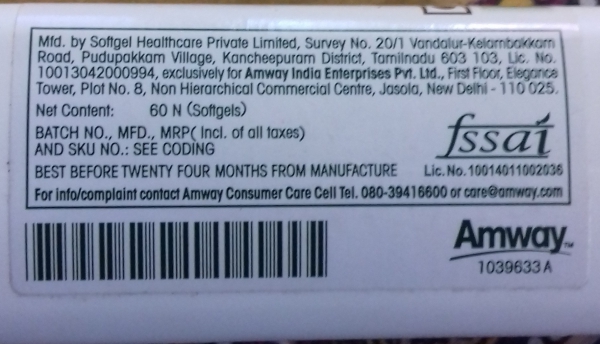 Mfd. by Softgel Healthcare Private Limited, Survey No. 20/1 Vandalur-Kelambakkam
Road, Pudupakkam Village, Kancheepuram District, Tamilnadu 603 103, Lic. No.
10013042000994, exclusively for Amway India Enterprises Pvt. Ltd., First Floor, Elegance
Tower, Plot No. 8, Non Hierarchical Commercial Centre, Jasola, New Delhi - 110 025.
Net Content: 60 N (Softgels)
BATCH NO., MFD., MRP( Incl. of all taxes)
AND SKU NO.: SEE CODING
fssai
BEST BEFORE TWENTY FOUR MONTHS FROM MANUFACTURE Lic. No. 10014011002036
For info/complaint contact Amway Consumer Care Cell Tel. 080-39416600 or care@amway.com
Amway™
1039633 A